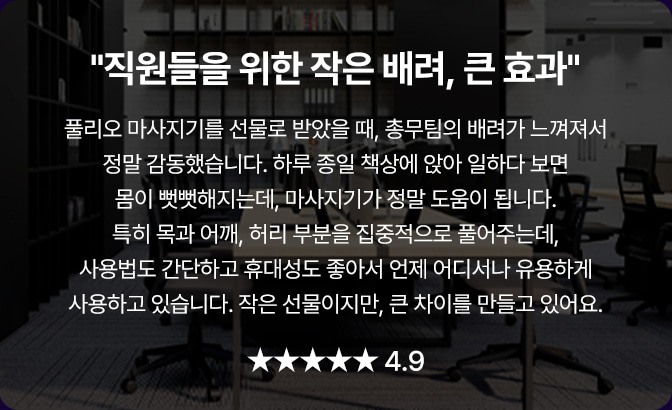 "직원들을 위한 작은 배려, 큰 효과"
풀리오 마사지기를 선물로 받았을 때, 총무팀의 배려가 느껴져서
정말 감동했습니다. 하루 종일 책상에 앉아 일하다 보면
몸이 뻣뻣해지는데, 마사지기가 정말 도움이 됩니다.
특히 목과 어깨, 허리 부분을 집중적으로 풀어주는데,
사용법도 간단하고 휴대성도 좋아서 언제 어디서나 유용하게
사용하고 있습니다. 작은 선물이지만, 큰 차이를 만들고 있어요.
★★★★★ 4.9